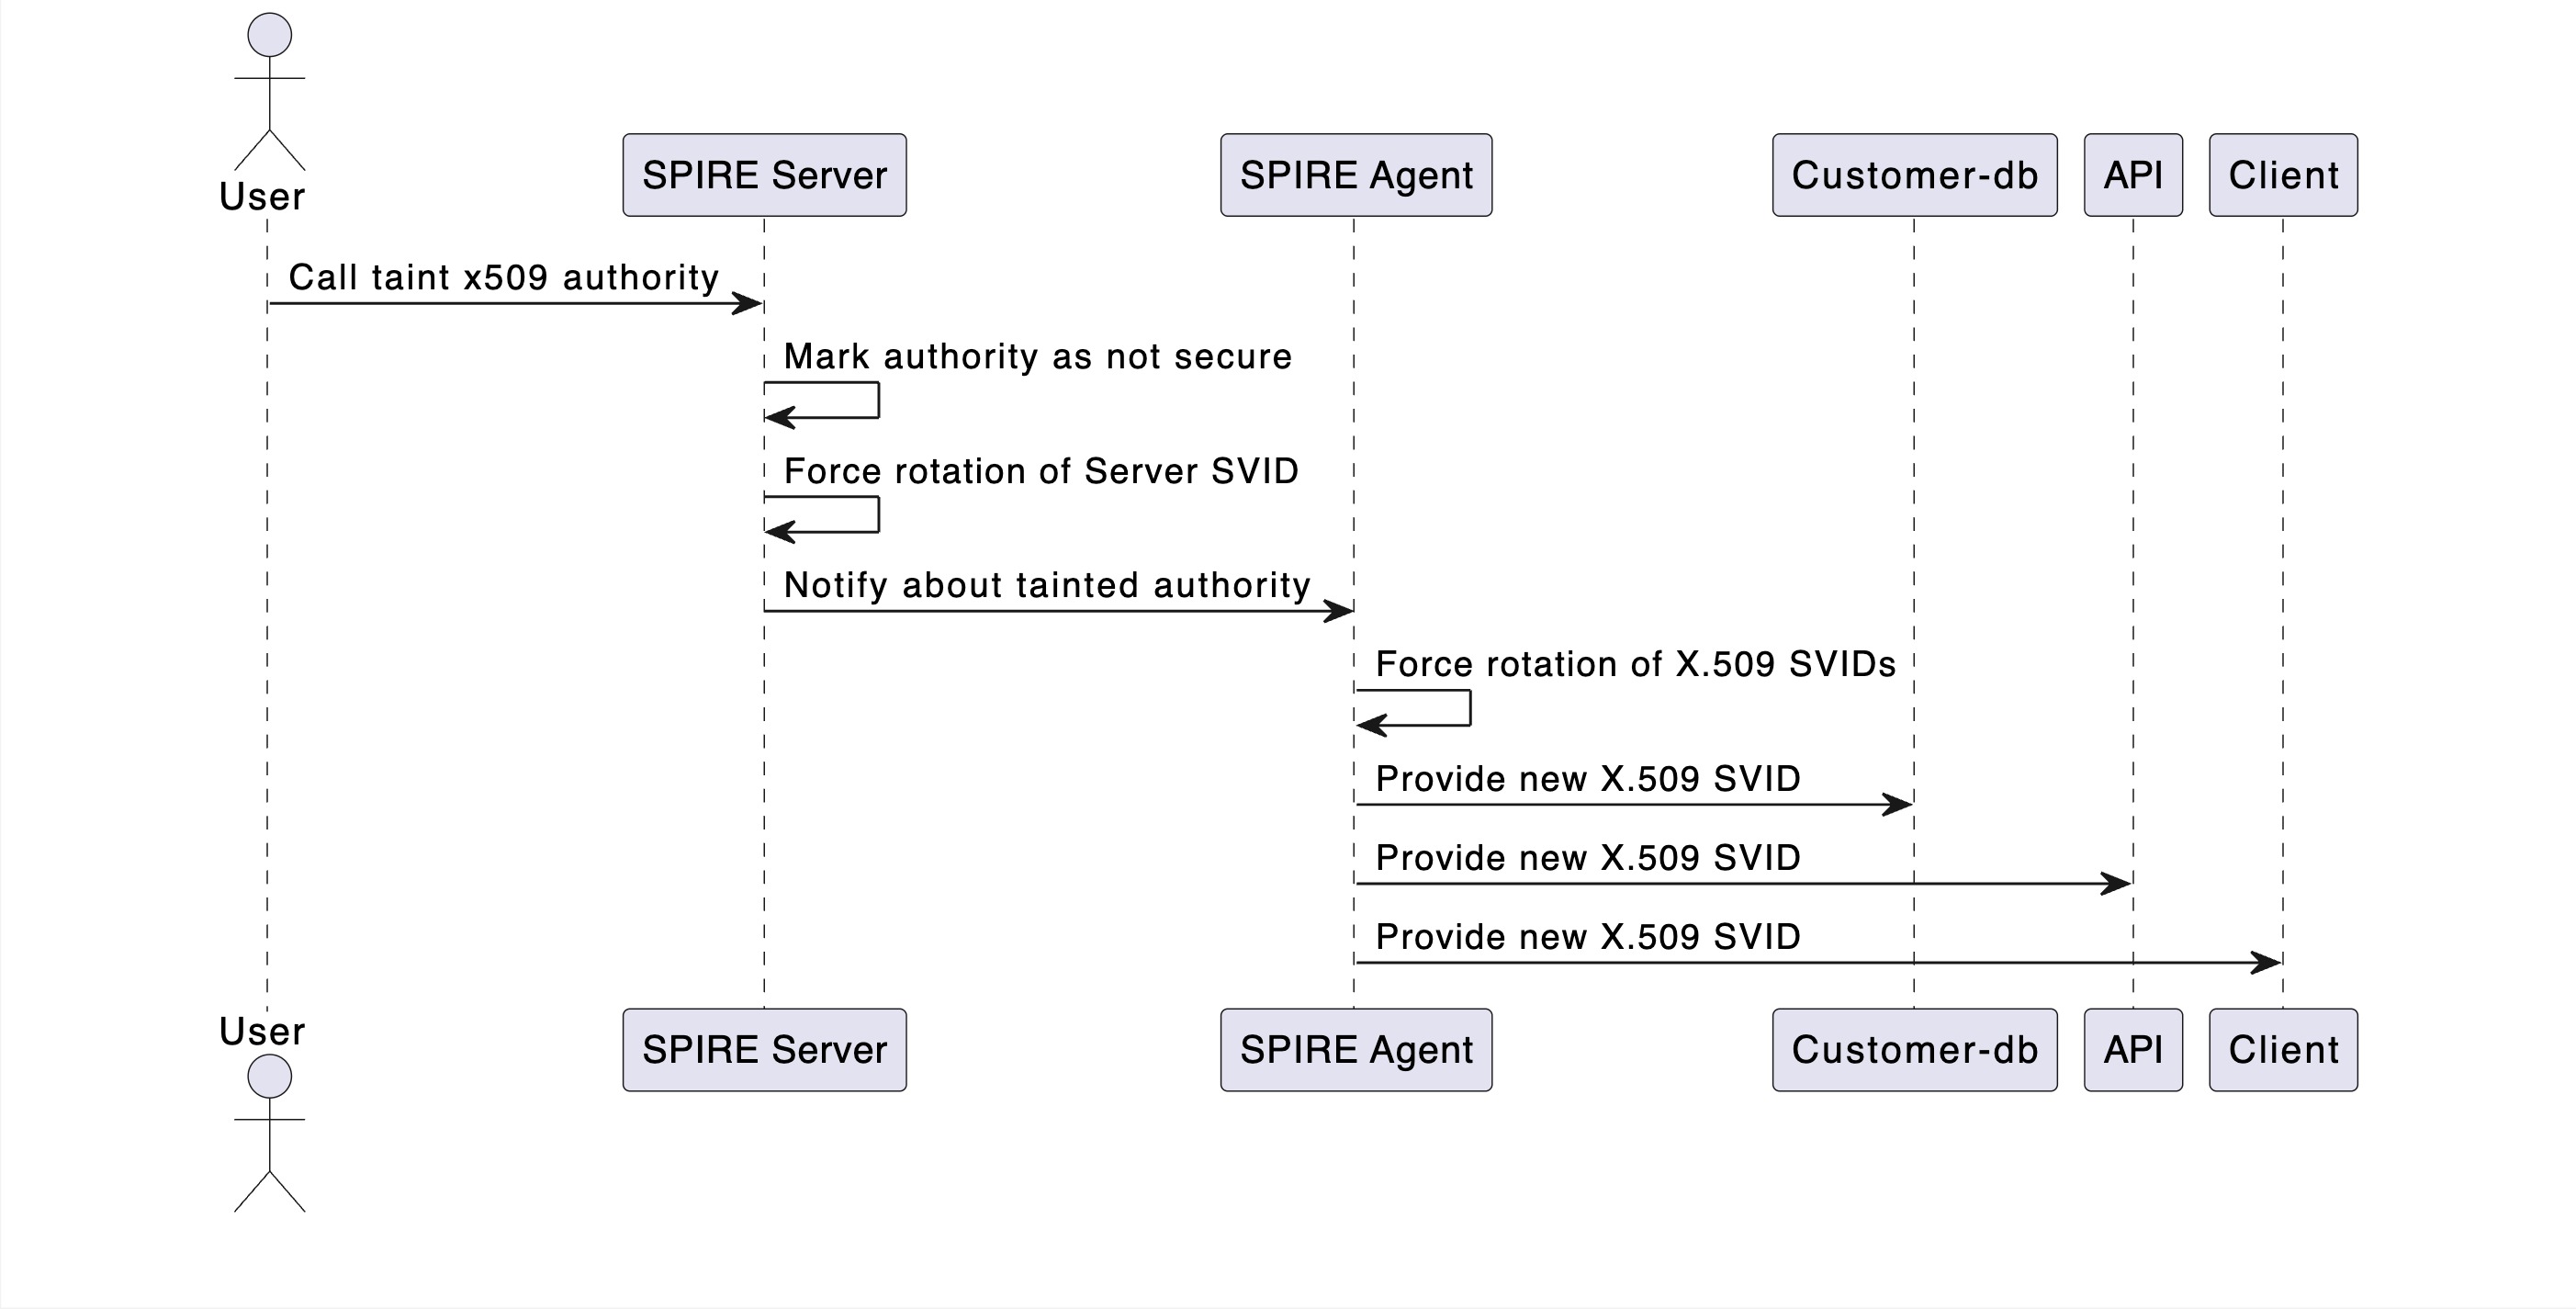 User
SPIRE Server
SPIRE Agent
Customer-db
API
Client
Call taint x509 authority
Mark authority as not secure
Force rotation of Server SVID
Notify about tainted authority
Force rotation of X.509 SVIDs
Provide new X.509 SVID
Provide new X.509 SVID
Provide new X.509 SVID
User
SPIRE Server
SPIRE Agent
Customer-db
API
Client